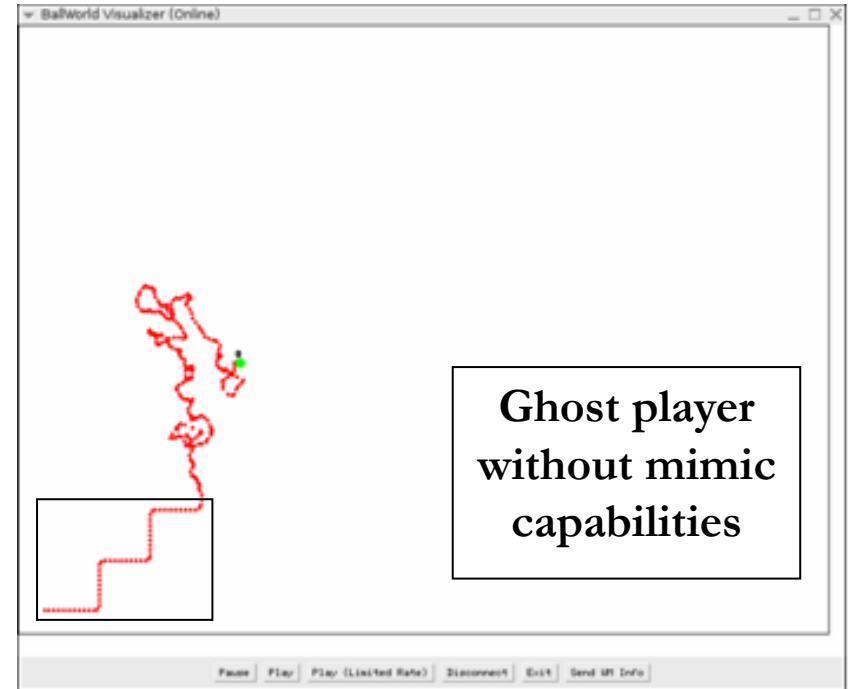 BallWorld Visualizer (Online)
Ghost player
without mimic
capabilities
Pause Play Play (Limited Rate) Disconnect Exit Send WM Info